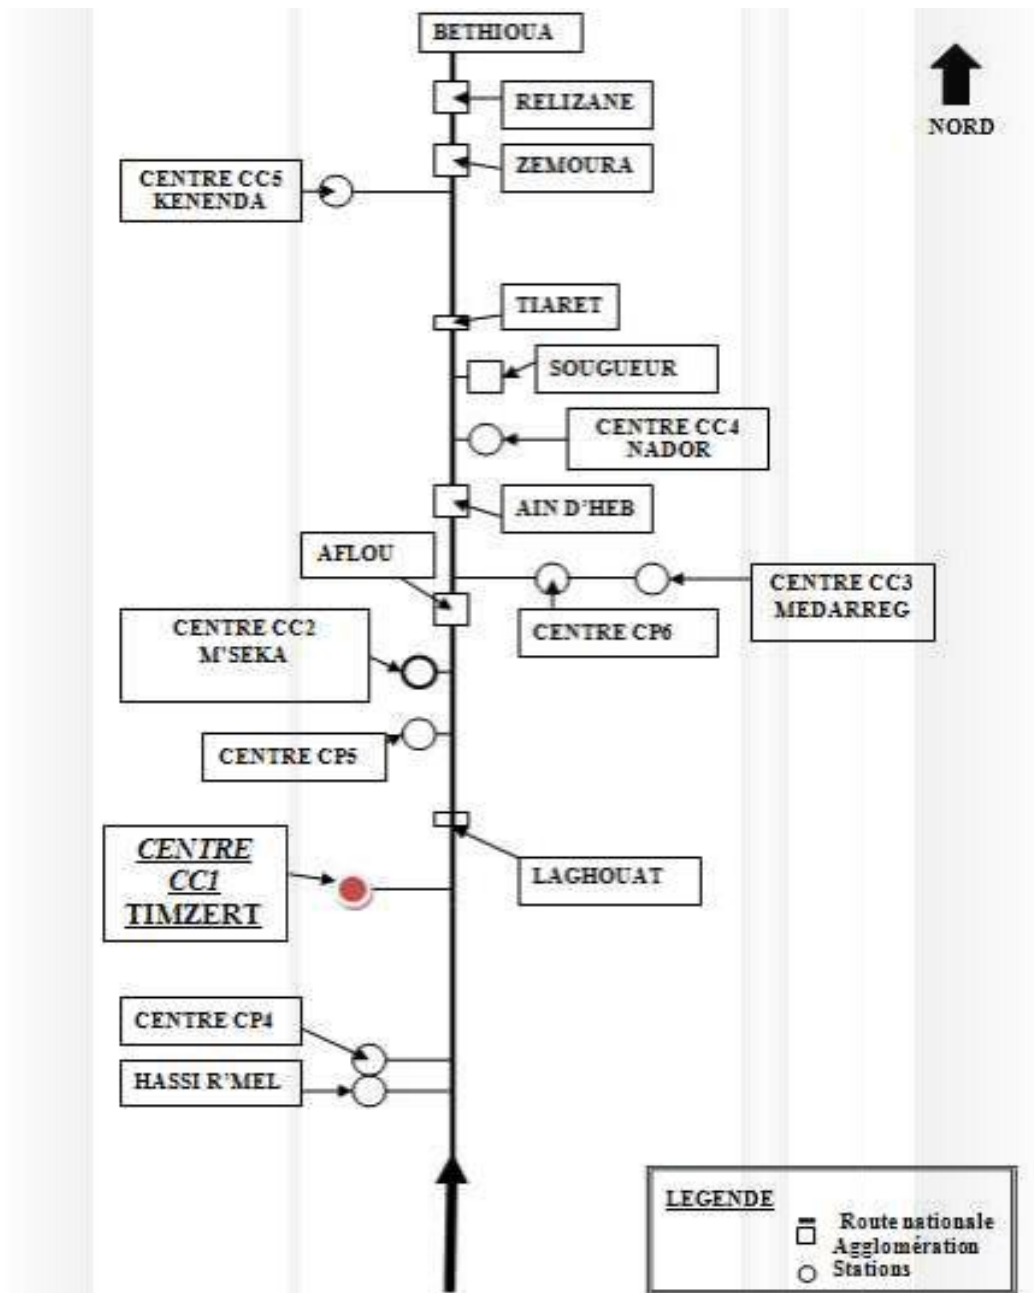 BETHIOUA
RELIZANE
NORD
ZEMOURA
CENTRE CC5
KENENDA
TIARET
SOUGUEUR
CENTRE CC4
NADOR
AIN D'HEB
AFLOU
CENTRE CC3
MEDARREG
CENTRE CC2
M'SEKA
CENTRE CP6
CENTRE CP5
CENTRE
CC1
TIMZERT
LAGHOUAT
CENTRE CP4
HASSI R'MEL
LEGENDE
Route nationale
Agglomération
Stations